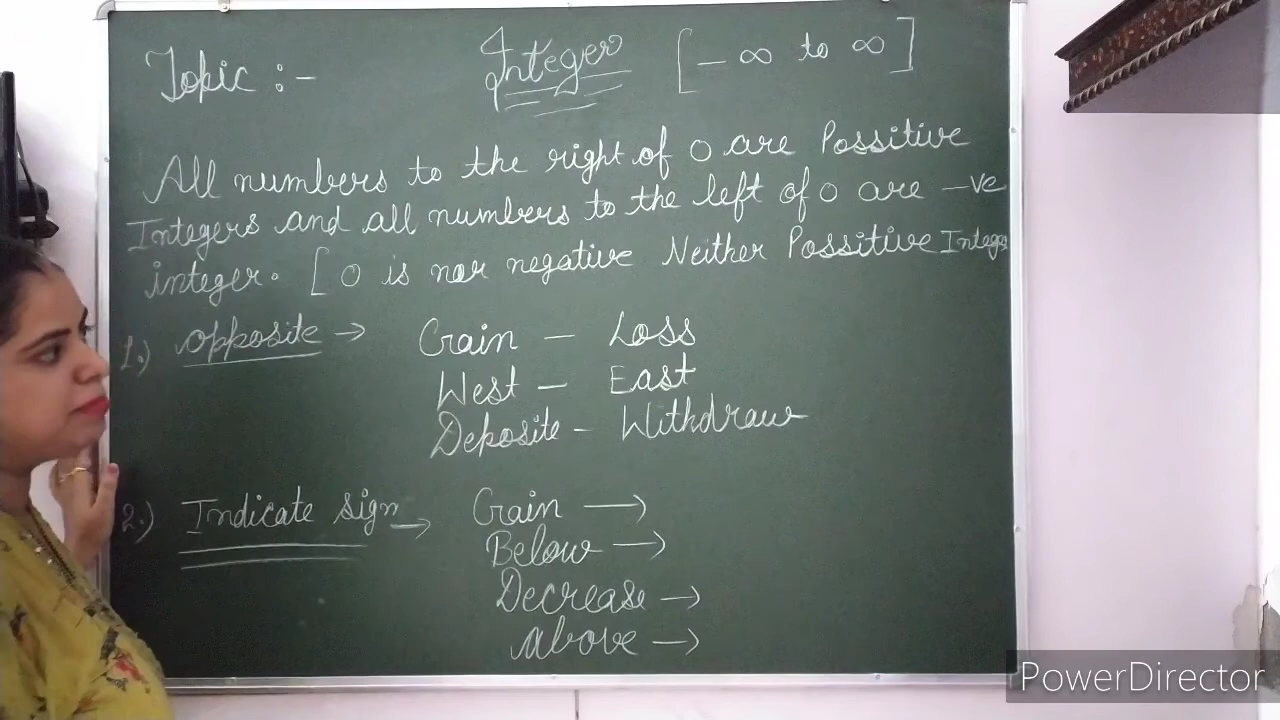 Topic :- Integer [ - ∞ to ∞ ]
All numbers to the right of 0 are Possitive
Integers and all numbers to the left of 0 are -ve
integer. [ 0 is nor negative Neither Possitive Integer
1.) opposite → Gain - Loss
West - East
Deposite - Withdraw
2.) Indicate sign → Gain →
Below →
Decrease →
above →
PowerDirector